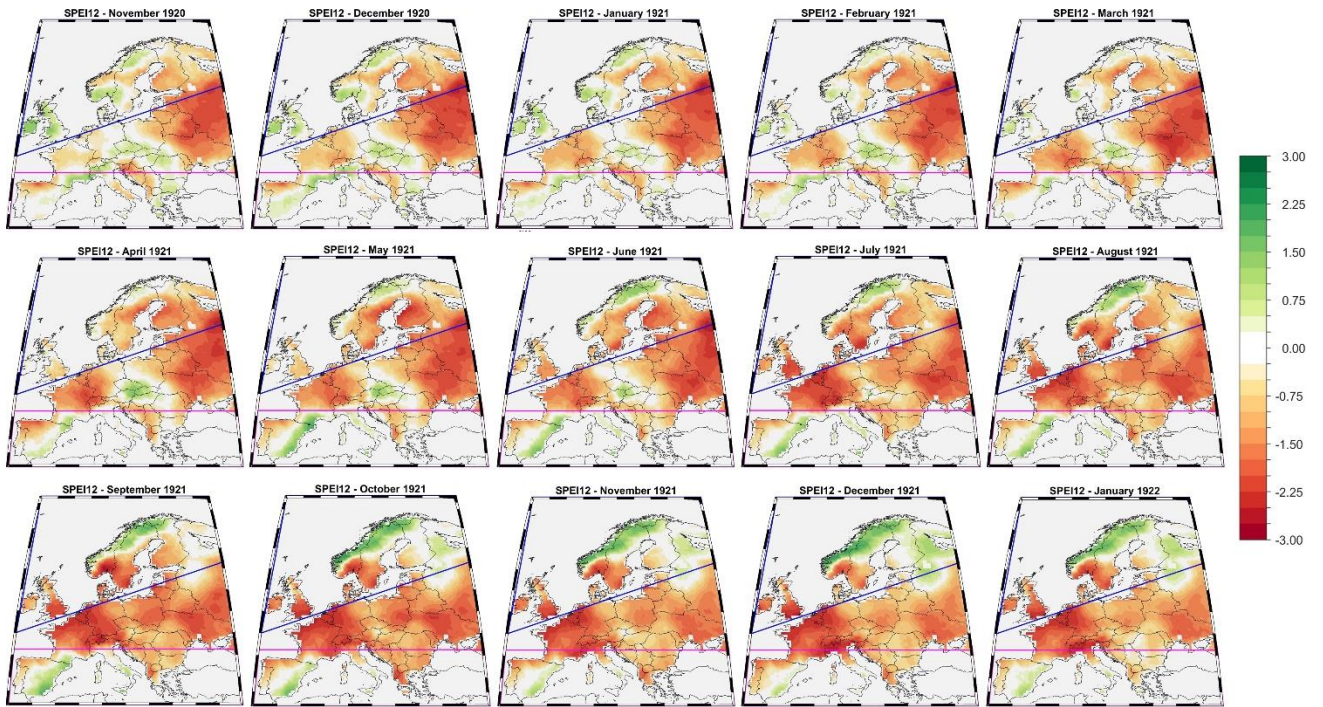 SPEI12 - November 1920
SPEI12 - December 1920
SPEI12 - January 1921
SPEI12 - February 1921
SPEI12 - March 1921
SPEI12 - April 1921
SPEI12 - May 1921
SPEI12 - June 1921
SPEI12 - July 1921
SPEI12 - August 1921
SPEI12 - September 1921
SPEI12 - October 1921
SPEI12 - November 1921
SPEI12 - December 1921
SPEI12 - January 1922
3.00
2.25
1.50
0.75
0.00
-0.75
-1.50
-2.25
-3.00